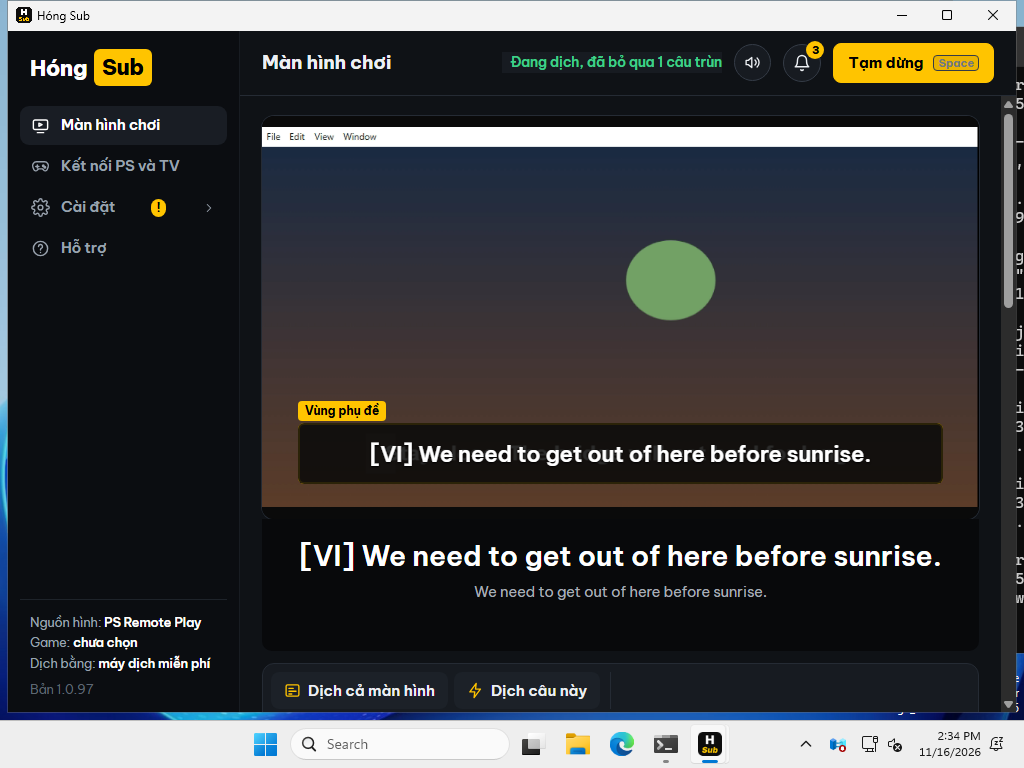 Hóng Sub
Hóng Sub
Màn hình chơi
Kết nối PS và TV
Cài đặt
!
Hỗ trợ
Nguồn hình: PS Remote Play
Game: chưa chọn
Dịch bằng: máy dịch miễn phí
Bản 1.0.97
Màn hình chơi
Đang dịch, đã bỏ qua 1 câu trùn
3
Tạm dừng Space
File Edit View Window
Vùng phụ đề
[VI] We need to get out of here before sunrise.
[VI] We need to get out of here before sunrise.
We need to get out of here before sunrise.
Dịch cả màn hình
Dịch câu này
Search
H
Sub
2:34 PM
11/16/2026